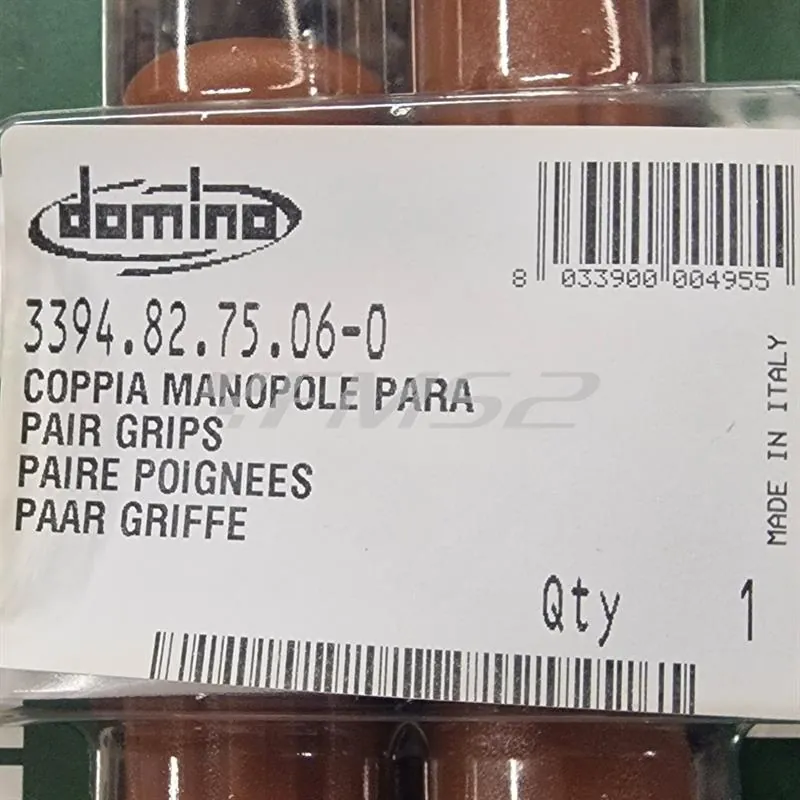 domino
8 033900 004955
3394.82.75.06-0
COPPIA MANOPOLE PARA
PAIR GRIPS
PAIRE POIGNEES
PAAR GRIFFE
MADE IN ITALY
Qty 1
YFMS2